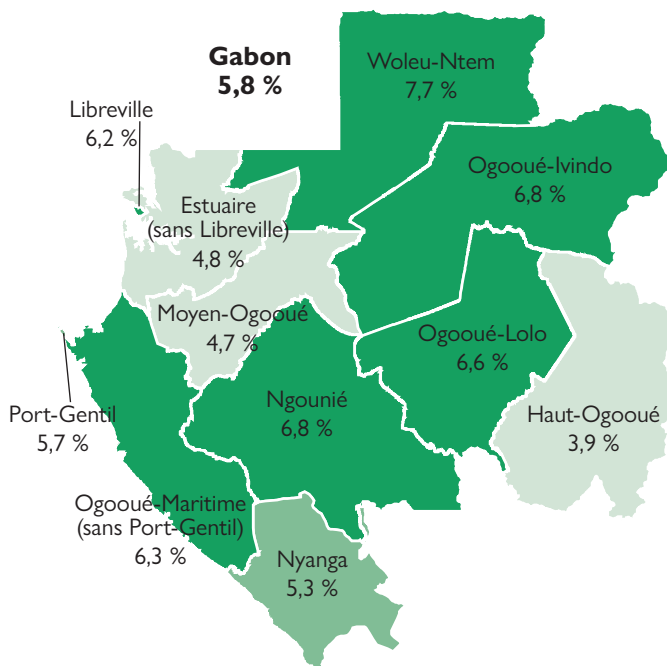 Gabon
5,8 %
Woleu-Ntem
7,7 %
Libreville
6,2 %
Ogooué-Ivindo
6,8 %
Estuaire
(sans Libreville)
4,8 %
Moyen-Ogooué
4,7 %
Ogooué-Lolo
6,6 %
Port-Gentil
5,7 %
Ngounié
6,8 %
Haut-Ogooué
3,9 %
Ogooué-Maritime
(sans Port-Gentil)
6,3 %
Nyanga
5,3 %